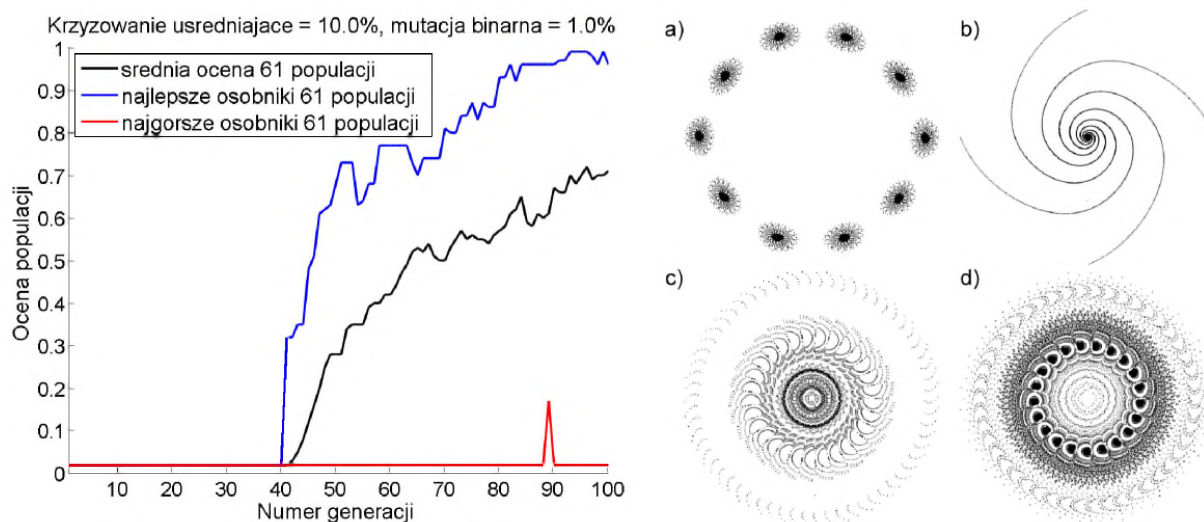 Krzyzowanie usredniajace = 10.0%, mutacja binarna = 1.0%
srednia ocena 61 populacji
najlepsze osobniki 61 populacji
najgorsze osobniki 61 populacji
Ocena populacji
1
0.9
0.8
0.7
0.6
0.5
0.4
0.3
0.2
0.1
0
10 20 30 40 50 60 70 80 90 100
Numer generacji
a)
b)
c)
d)